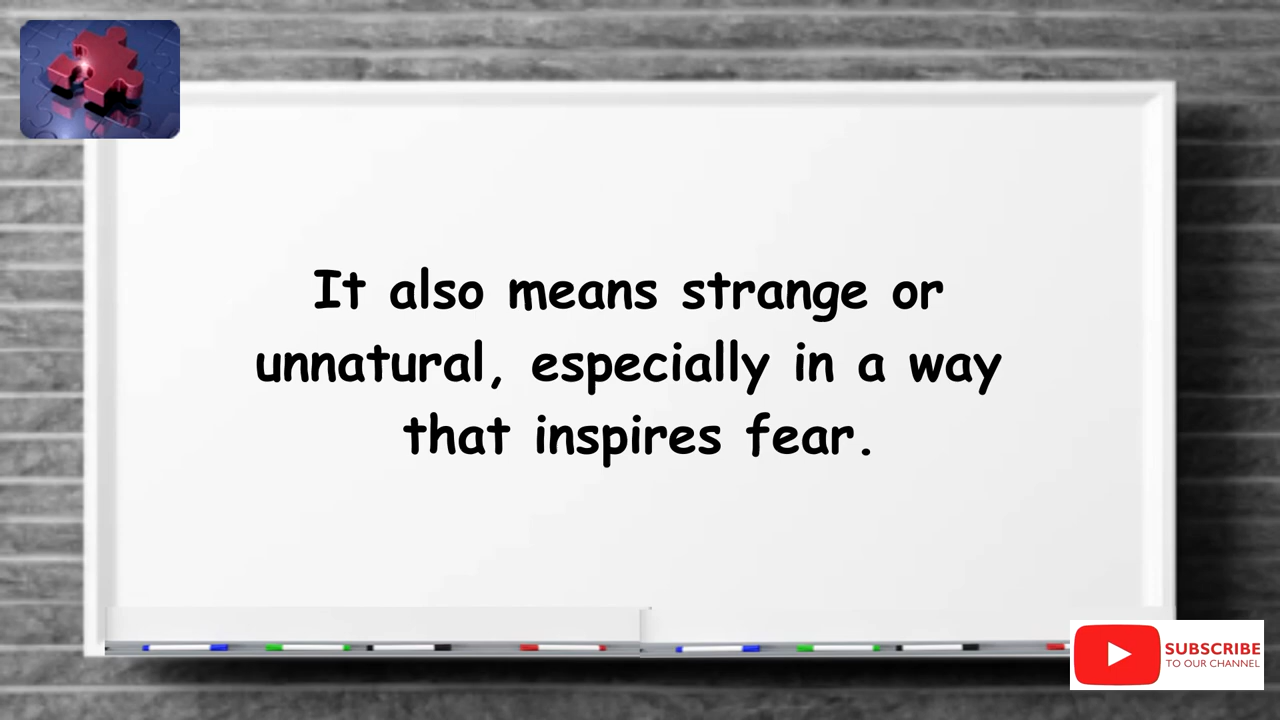 It also means strange or
unnatural, especially in a way
that inspires fear.
SUBSCRIBE
TO OUR CHANNEL